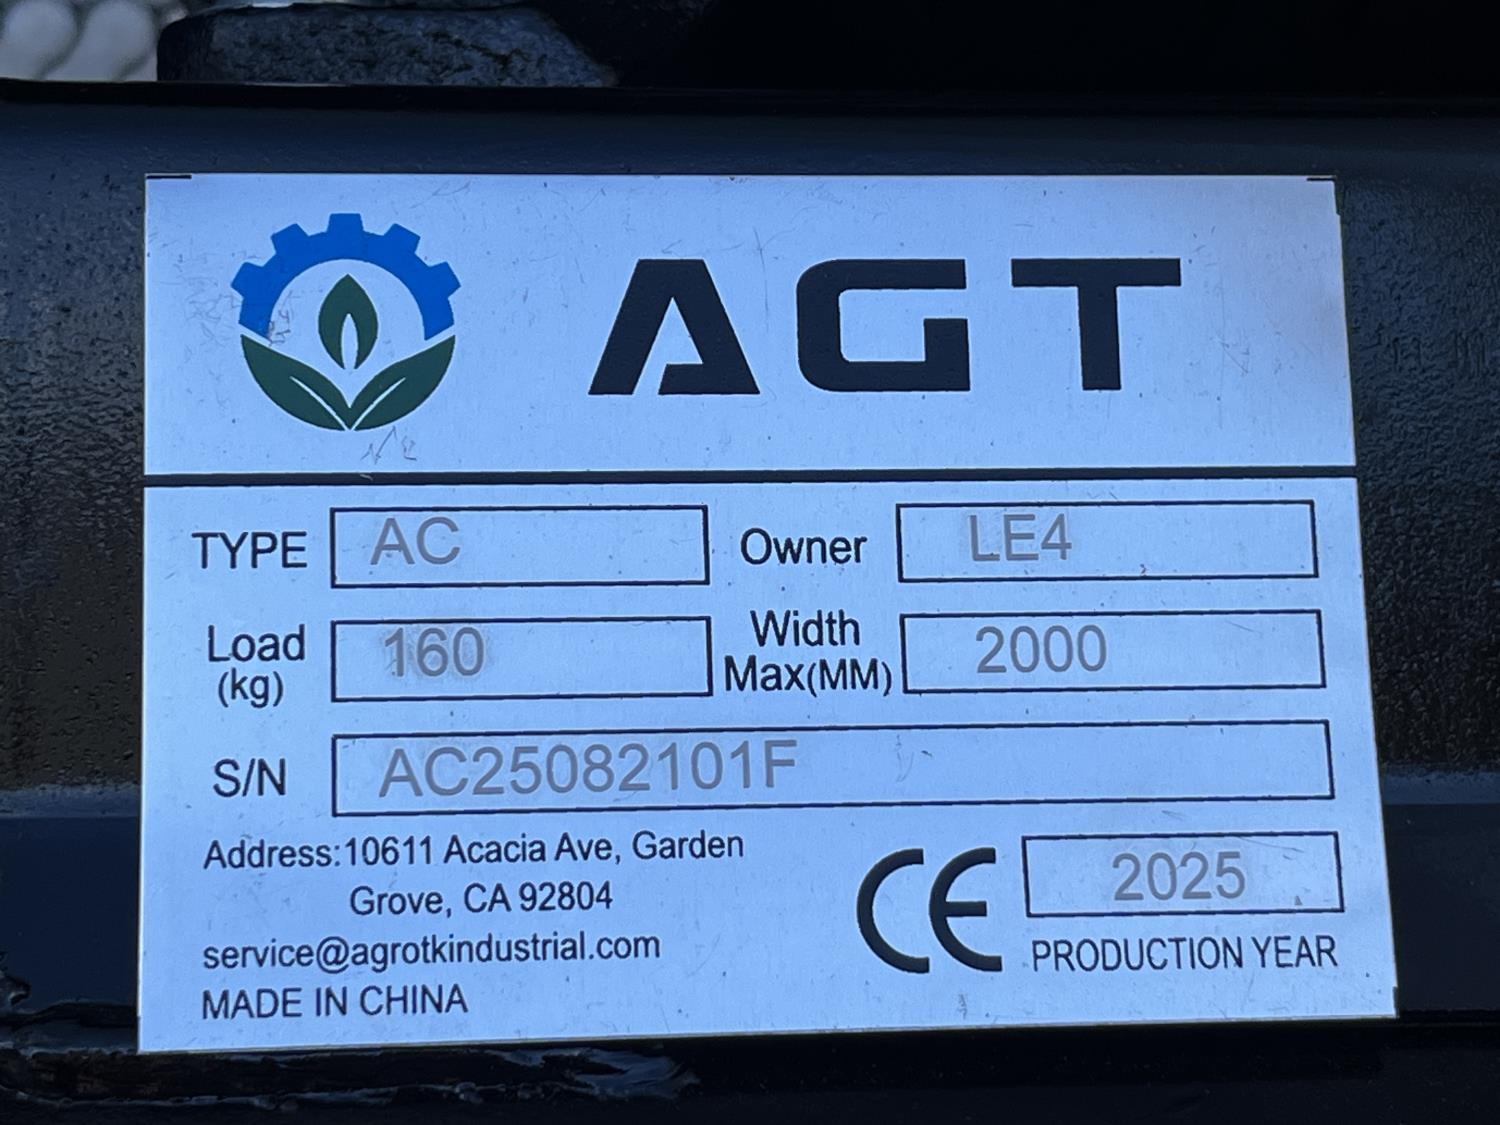 AGT
TYPE AC Owner LE4
Load (kg) 160 Width Max(MM) 2000
S/N AC25082101F
Address:10611 Acacia Ave, Garden
Grove, CA 92804
service@agrotkindustrial.com
MADE IN CHINA
CE 2025
PRODUCTION YEAR